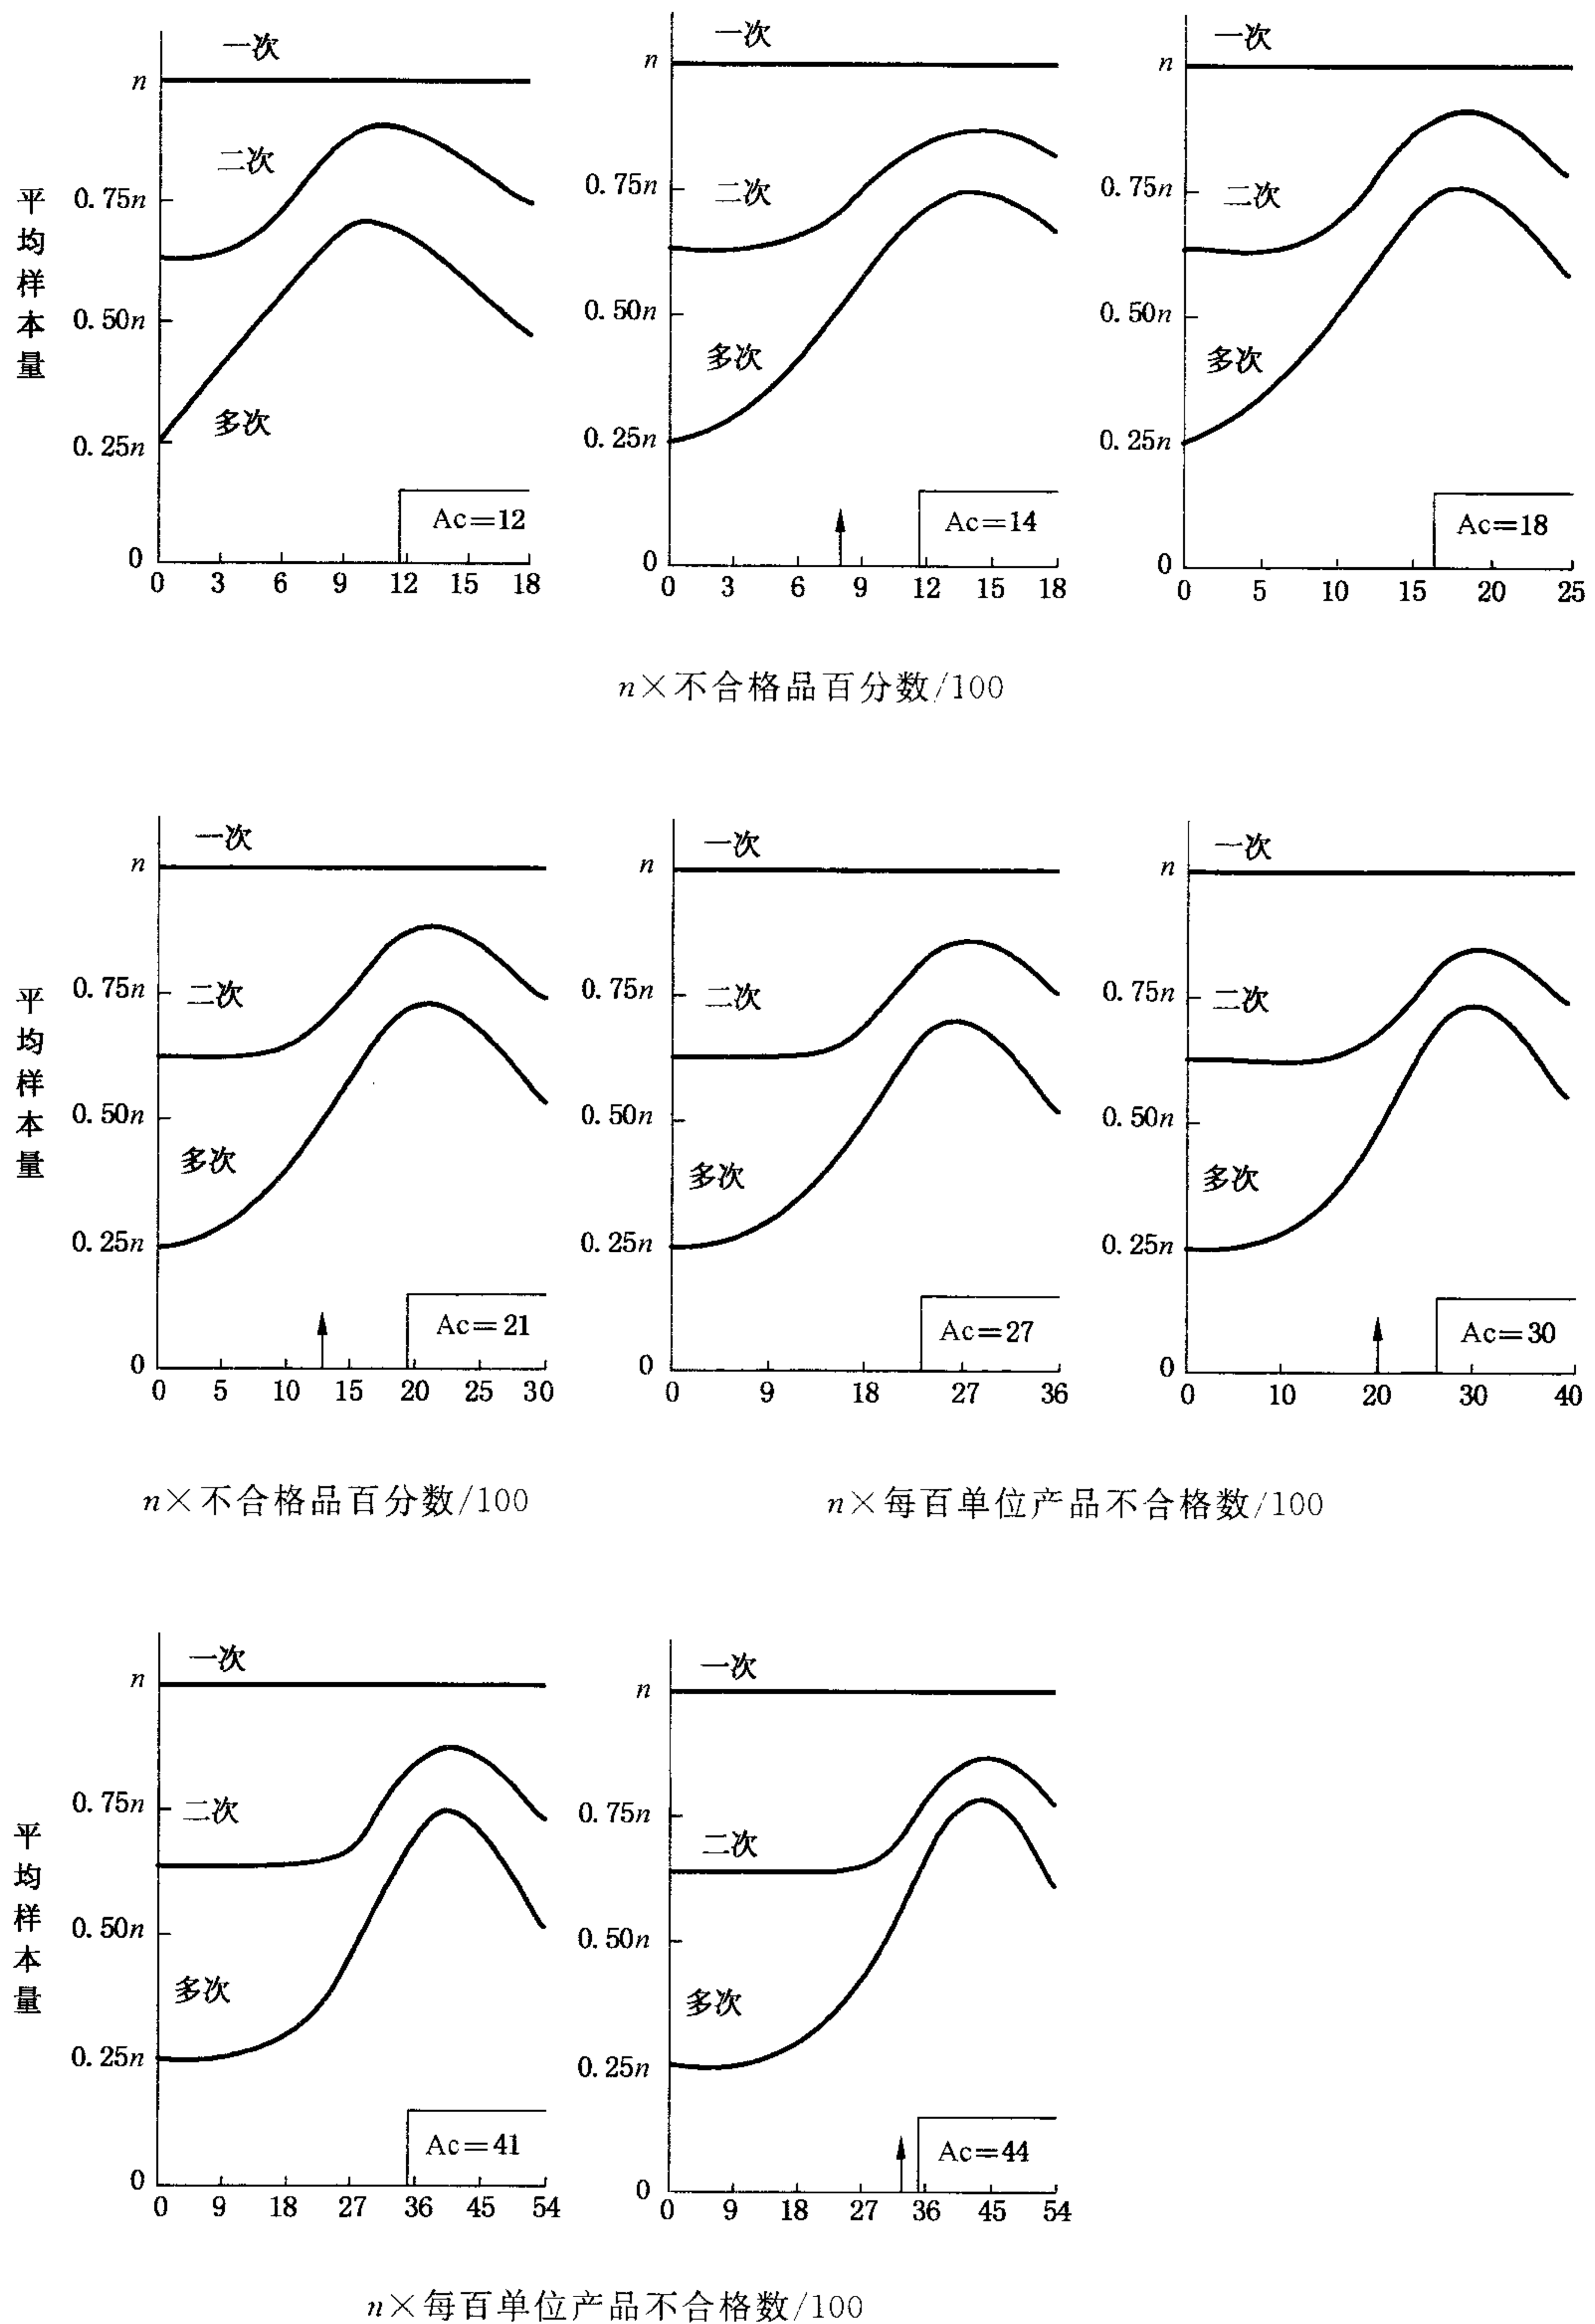 一次 一次 一次
n n n
二次 二次 二次
平均样本量
0.75n 0.75n 0.75n
0.50n 0.50n 0.50n
多次 多次 多次
0.25n 0.25n 0.25n
Ac=12 Ac=14 Ac=18
0 0 0
0 3 6 9 12 15 18 0 3 6 9 12 15 18 0 5 10 15 20 25
n×不合格品百分数/100
一次 一次 一次
n n n
平均样本量
0.75n 二次 0.75n 二次 0.75n 二次
0.50n 0.50n 0.50n
多次 多次 多次
0.25n 0.25n 0.25n
Ac=21 Ac=27 Ac=30
0 0 0
0 5 10 15 20 25 30 0 9 18 27 36 0 10 20 30 40
n×不合格品百分数/100 n×每百单位产品不合格数/100
一次 一次
n n
平均样本量
0.75n 二次 0.75n 二次
0.50n 0.50n
多次 多次
0.25n 0.25n
Ac=41 Ac=44
0 0
0 9 18 27 36 45 54 0 9 18 27 36 45 54
n×每百单位产品不合格数/100